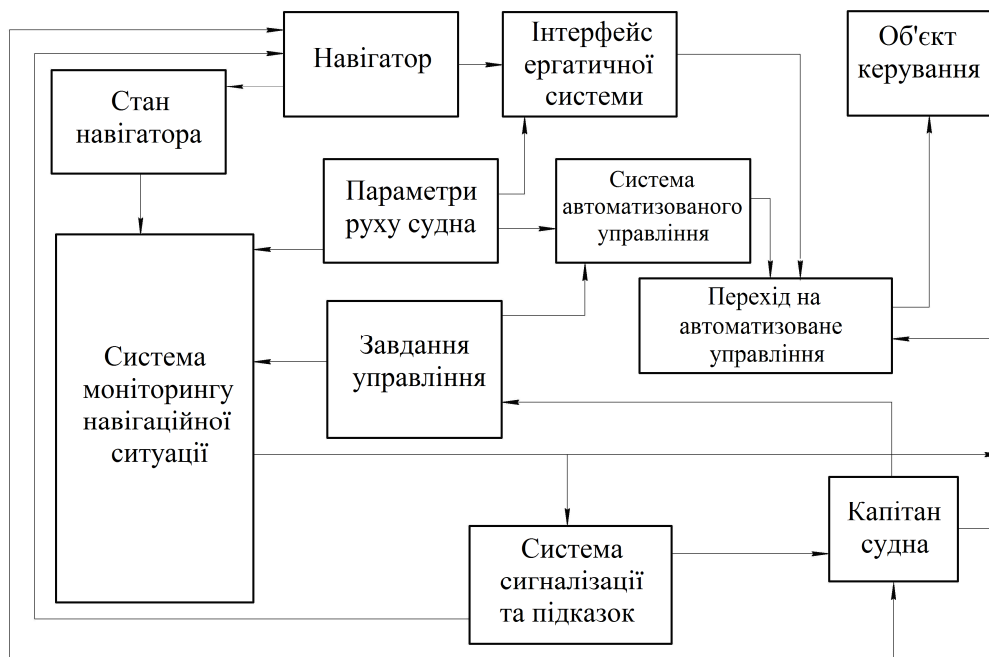 Навігатор
Інтерфейс
ергатичної
системи
Об'єкт
керування
Стан
навігатора
Параметри
руху судна
Система
автоматизованого
управління
Перехід на
автоматизоване
управління
Завдання
управління
Система
моніторингу
навігаційної
ситуації
Система
сигналізації
та підказок
Капітан
судна